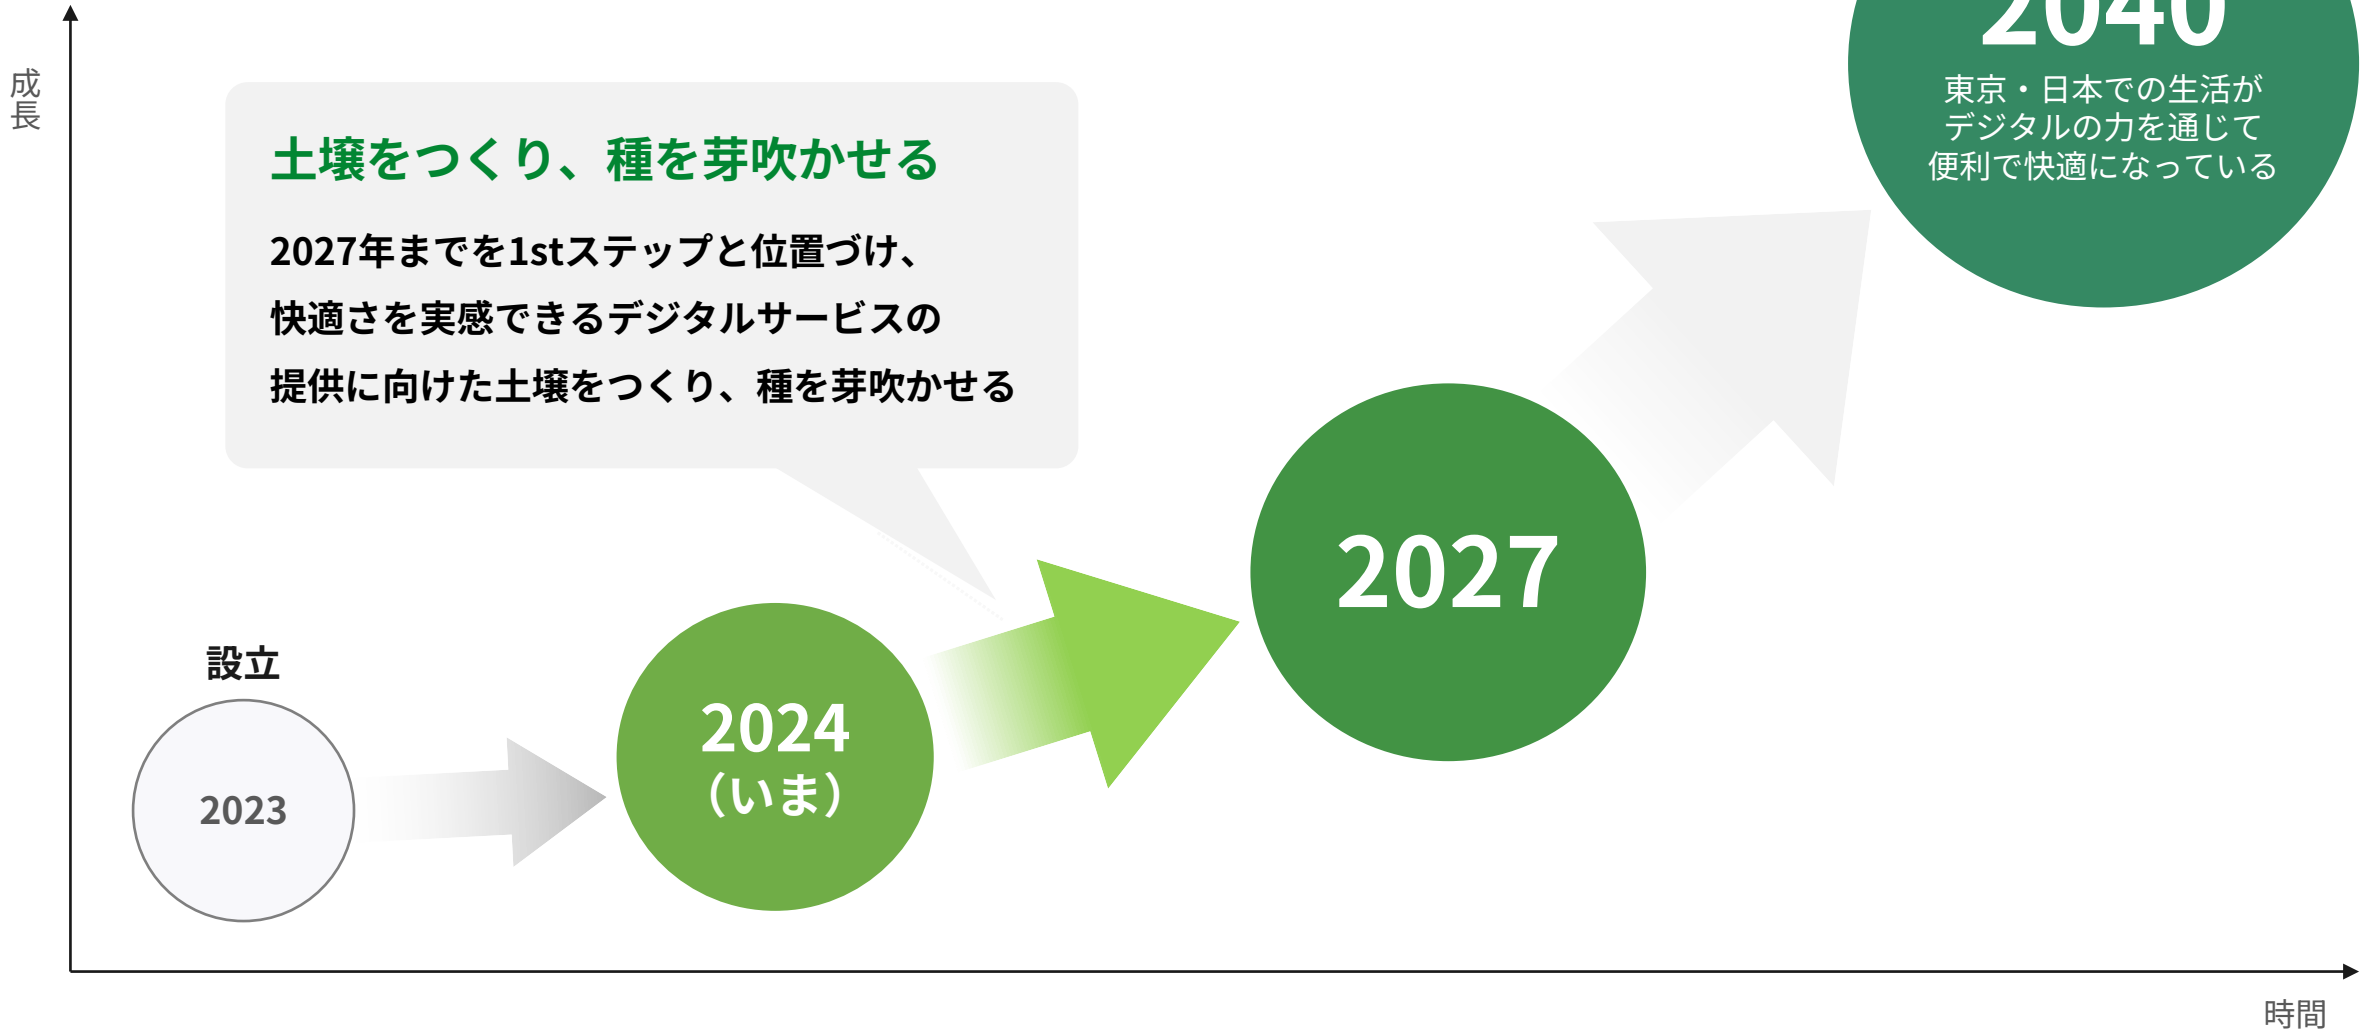 成長
土壌をつくり、種を芽吹かせる
2027年までを1stステップと位置づけ、
快適さを実感できるデジタルサービスの
提供に向けた土壌をつくり、種を芽吹かせる
2040
東京・日本での生活が
デジタルの力を通じて
便利で快適になっている
2027
設立
2023
2024
（いま）
時間